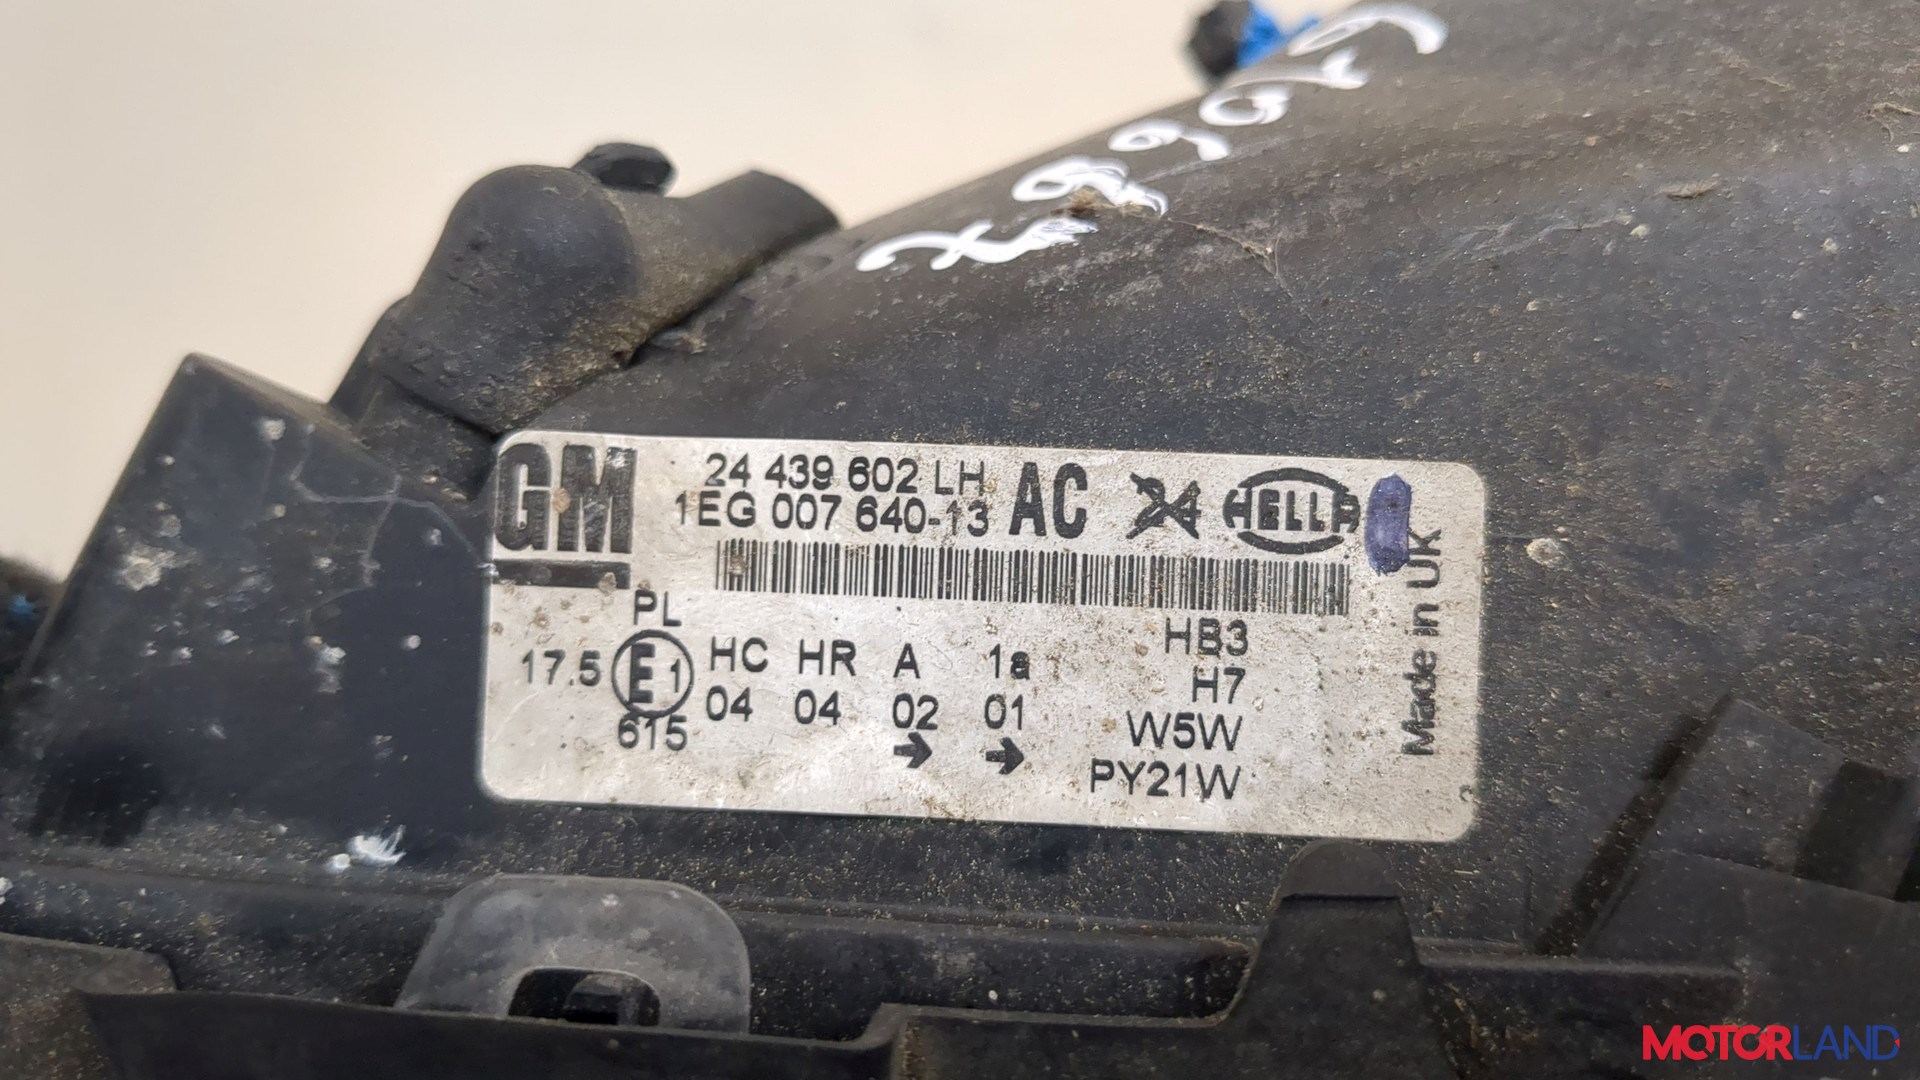 GM
24 439 602 LH
1EG 007 640-13
AC
24
HELLA
PL
17.5 E1
615
HC HR A 1a
04 04 02 01
→ →
HB3
H7
W5W
PY21W
Made in UK
MOTORLAND